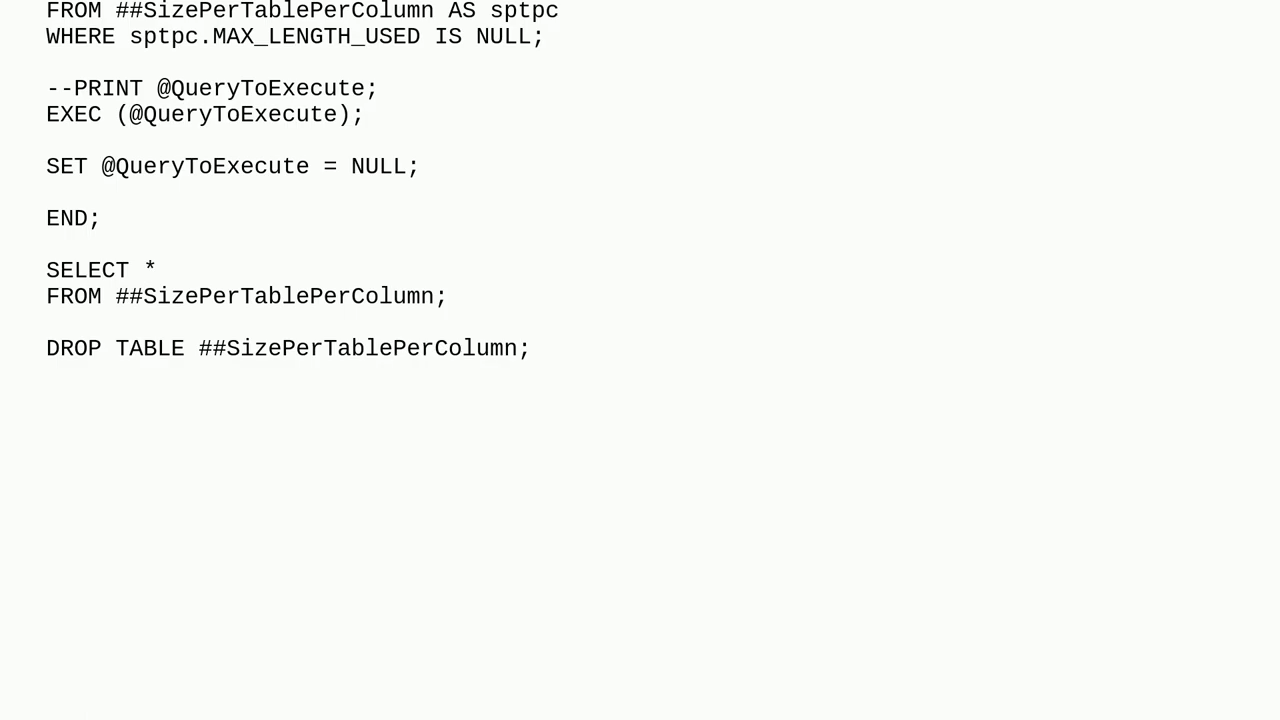 FROM ##SizePerTablePerColumn AS sptpc
WHERE sptpc.MAX_LENGTH_USED IS NULL;
--PRINT @QueryToExecute;
EXEC (@QueryToExecute);
SET @QueryToExecute = NULL;
END;
SELECT *
FROM ##SizePerTablePerColumn;
DROP TABLE ##SizePerTablePerColumn;